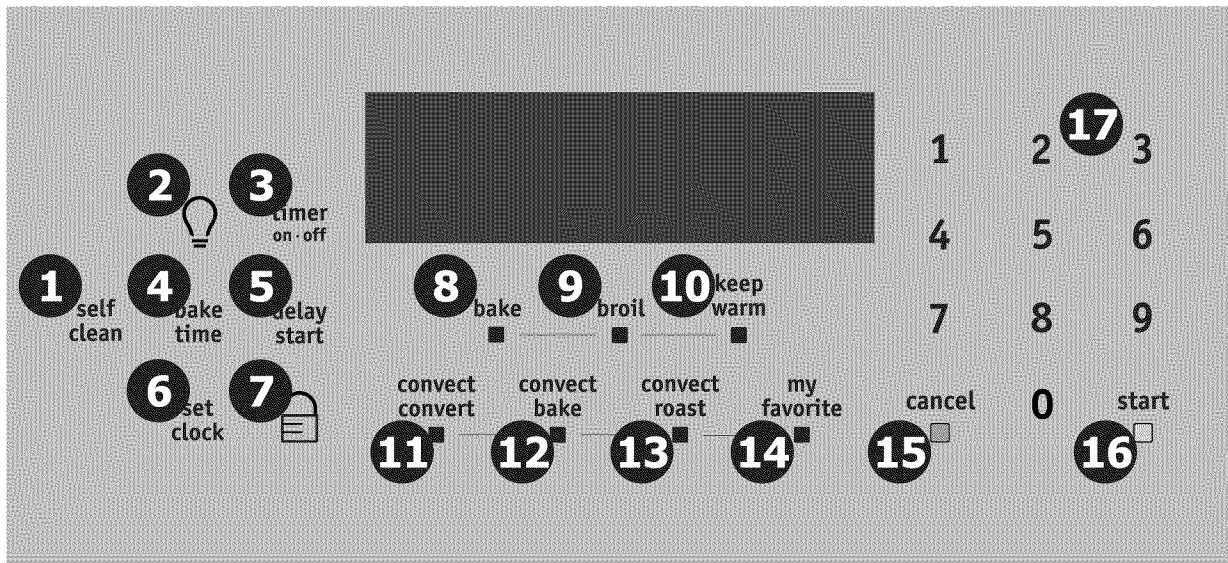 17
1 2 3
2 3
timer
on·off
4 5 6
1 4 5
8 9 10
keep
self bake delay
bake broil warm
clean time start
7 8 9
6 7
set
clock
convect convect convect my
convert bake roast favorite
cancel 0 start
11 12 13 14 15 16